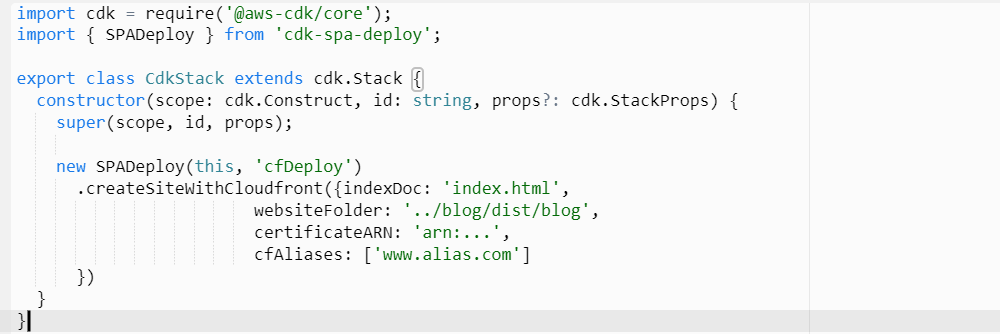 import cdk = require('@aws-cdk/core');
import { SPADeploy } from 'cdk-spa-deploy';

export class CdkStack extends cdk.Stack {
  constructor(scope: cdk.Construct, id: string, props?: cdk.StackProps) {
    super(scope, id, props);

    new SPADeploy(this, 'cfDeploy')
      .createSiteWithCloudfront({indexDoc: 'index.html',
                        websiteFolder: '../blog/dist/blog',
                        certificateARN: 'arn:...',
                        cfAliases: ['www.alias.com']
      })
  }
}